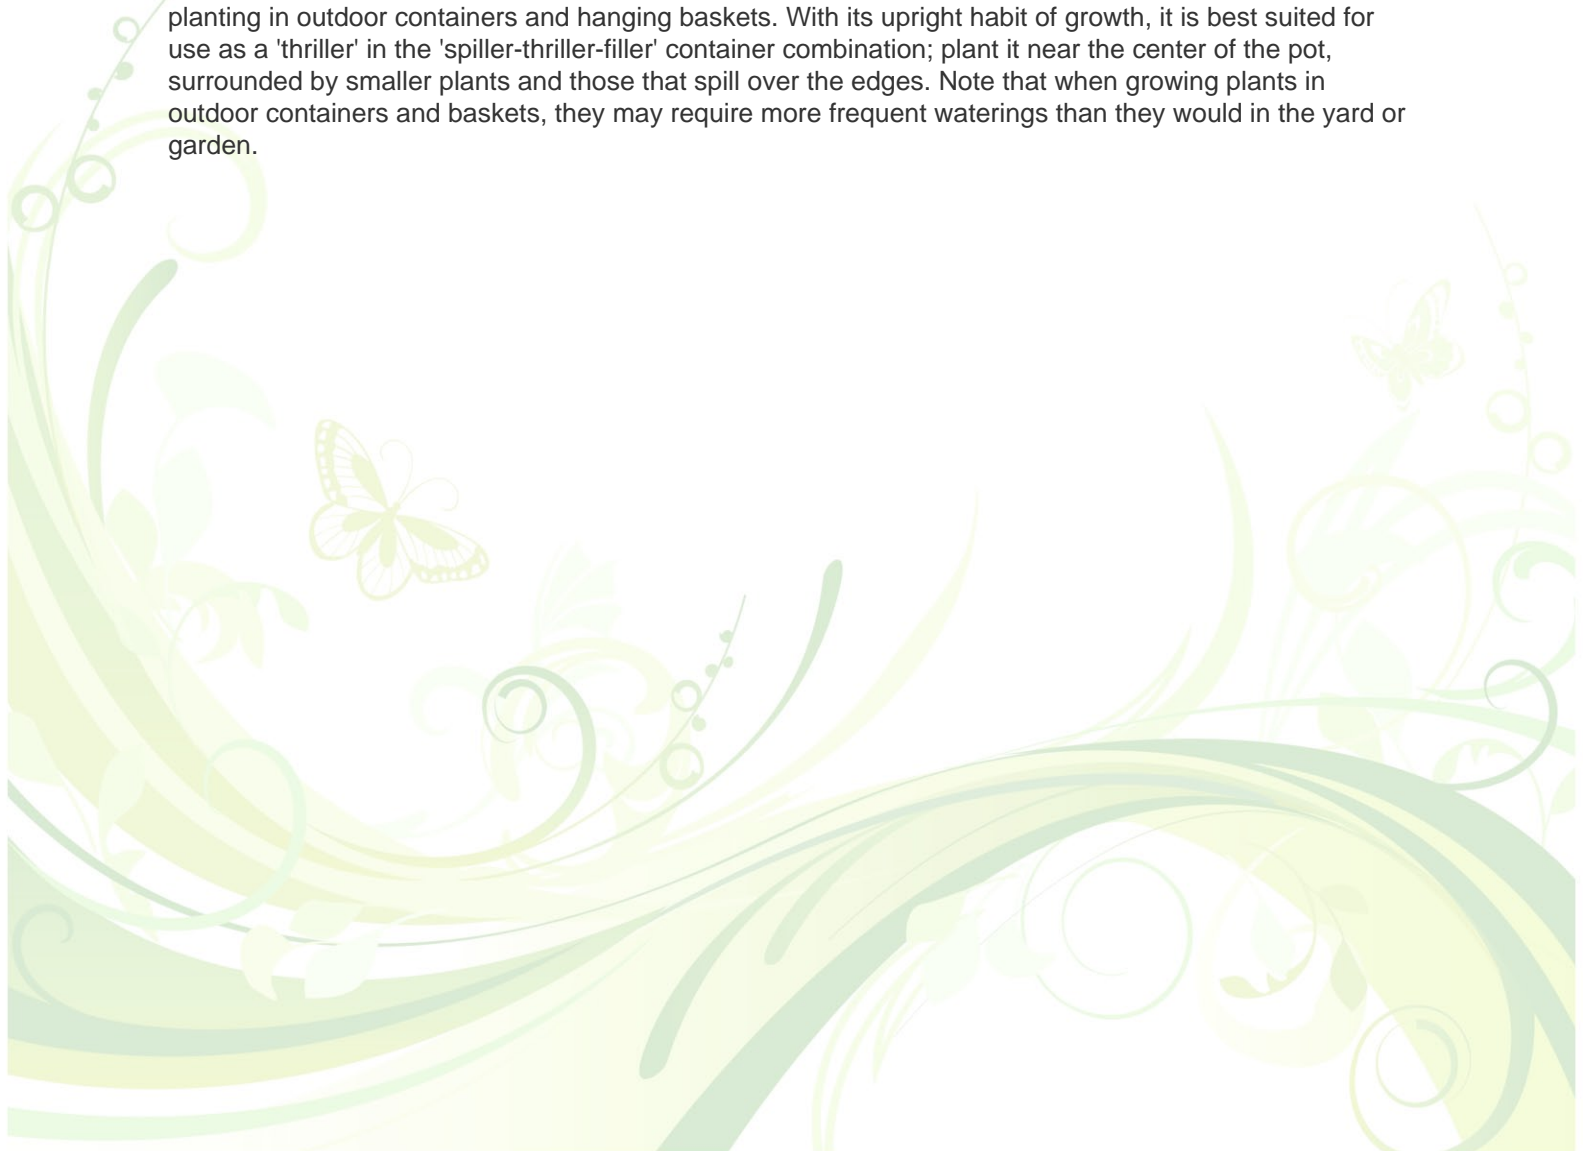 planting in outdoor containers and hanging baskets. With its upright habit of growth, it is best suited for
use as a 'thriller' in the 'spiller-thriller-filler' container combination; plant it near the center of the pot,
surrounded by smaller plants and those that spill over the edges. Note that when growing plants in
outdoor containers and baskets, they may require more frequent waterings than they would in the yard or
garden.